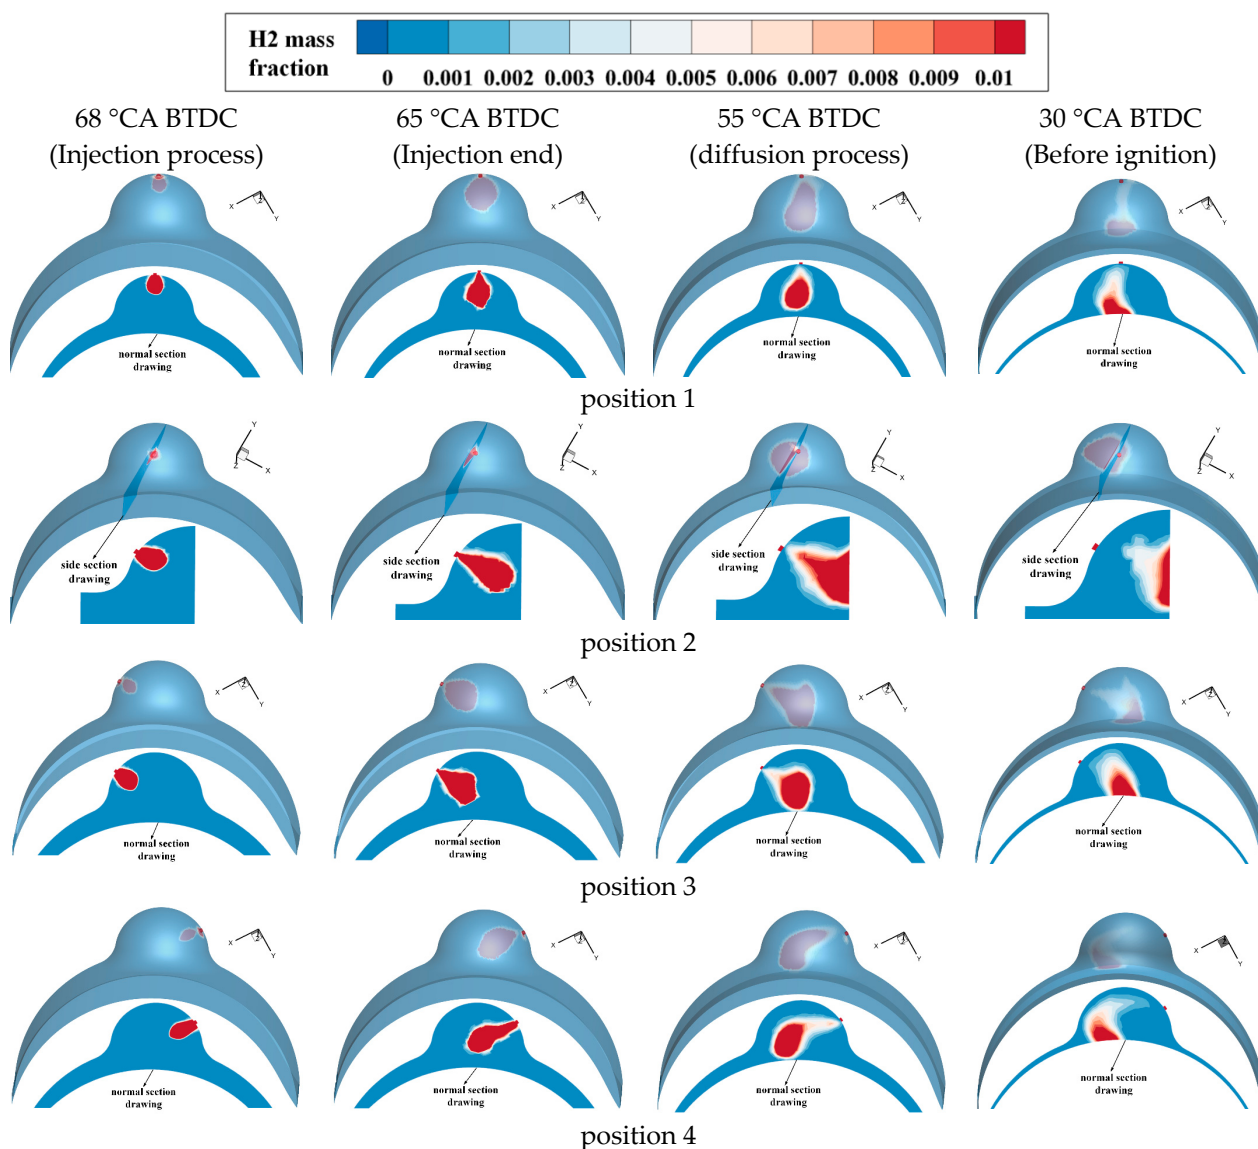 H2 mass
fraction
0 0.001 0.002 0.003 0.004 0.005 0.006 0.007 0.008 0.009 0.01
68 °CA BTDC 65 °CA BTDC 55 °CA BTDC 30 °CA BTDC
(Injection process) (Injection end) (diffusion process) (Before ignition)
X Z Y X Z Y X Z Y X Z Y
normal section normal section normal section normal section
drawing drawing drawing drawing
position 1
Y Z X Y Z X Y Z X Y Z X
side section side section side section side section
drawing drawing drawing drawing
position 2
X Z Y X Z Y X Z Y X Z Y
normal section normal section normal section normal section
drawing drawing drawing drawing
position 3
X Z Y X Z Y X Z Y X Z Y
normal section normal section normal section normal section
drawing drawing drawing drawing
position 4